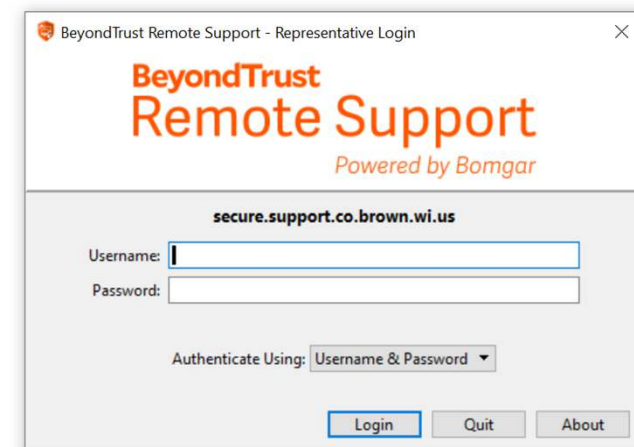 BeyondTrust Remote Support - Representative Login
BeyondTrust
Remote Support
Powered by Bomgar
secure.support.co.brown.wi.us
Username:
Password:
Authenticate Using: Username & Password
Login Quit About